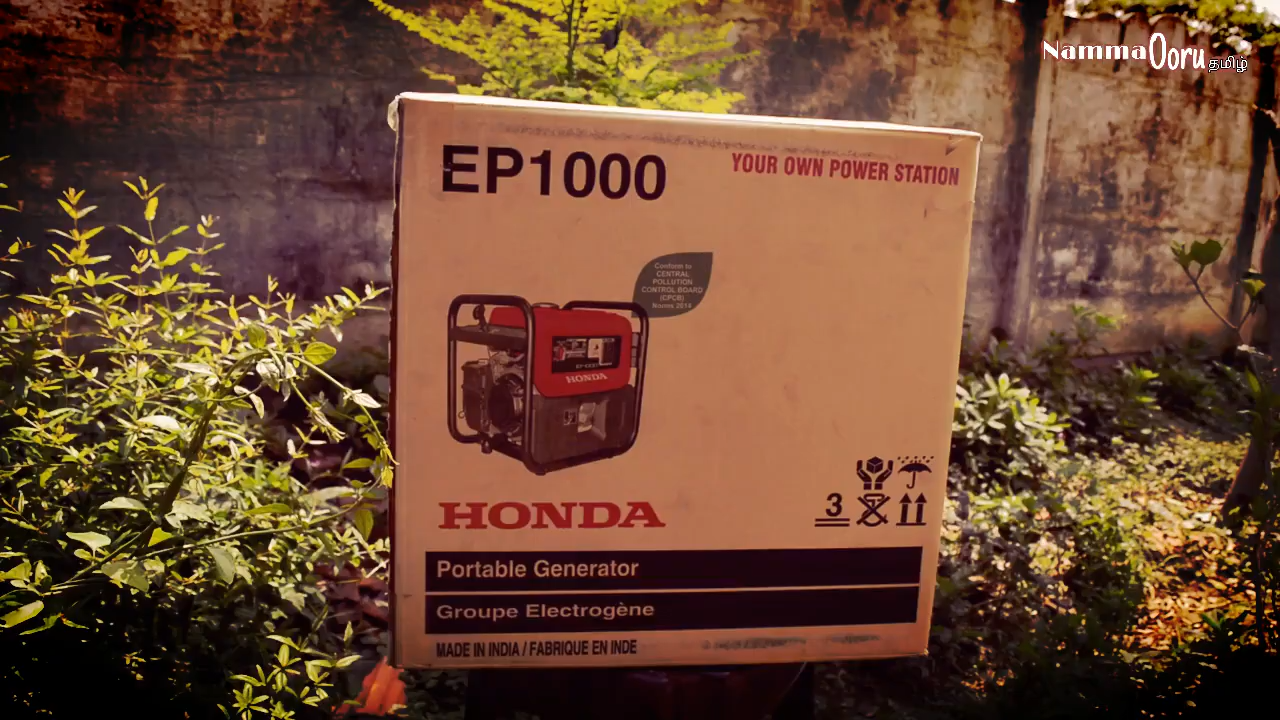 NammaOoru தமிழ்
EP1000
YOUR OWN POWER STATION
Conform to
CENTRAL
POLLUTION
CONTROL BOARD
(CPCB)
HONDA
3
HONDA
Portable Generator
Groupe Electrogène
MADE IN INDIA / FABRIQUE EN INDE